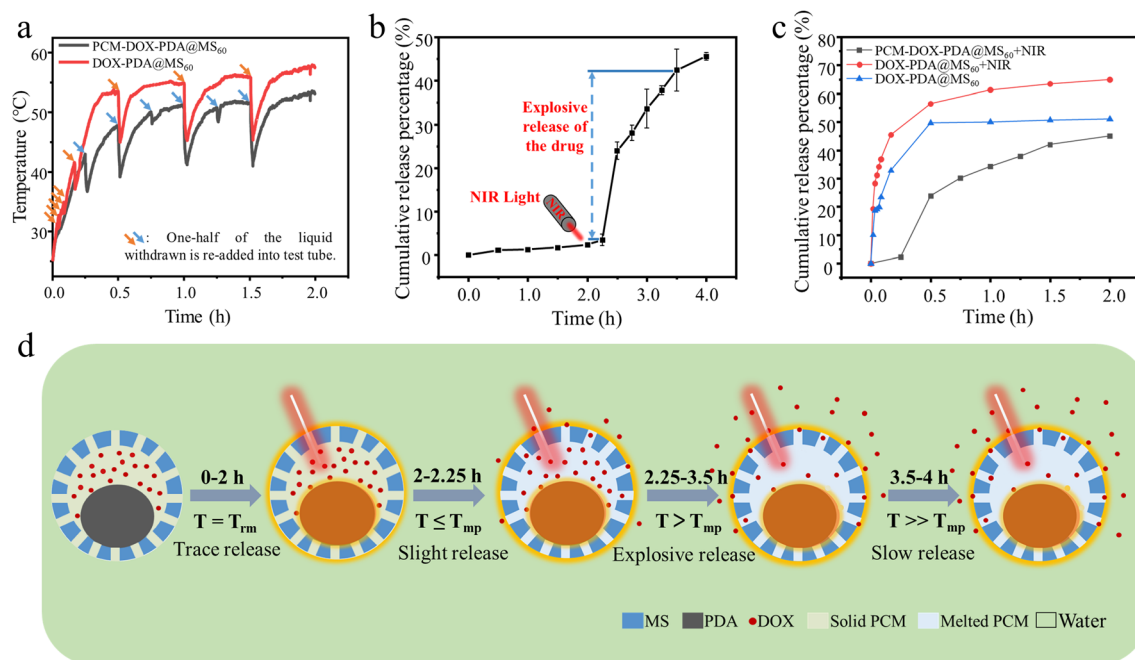 a
PCM-DOX-PDA@MS₆₀
DOX-PDA@MS₆₀
Temperature (℃)
60
50
40
30
: One-half of the liquid
withdrawn is re-added into test tube.
0.0 0.5 1.0 1.5 2.0
Time (h)
b
Cumulative release percentage (%)
50
40
30
20
10
0
Explosive
release of
the drug
NIR Light
NIR
0.0 1.0 2.0 3.0 4.0
Time (h)
c
Cumulative release percentage (%)
80
70
60
50
40
30
20
10
0
PCM-DOX-PDA@MS₆₀+NIR
DOX-PDA@MS₆₀+NIR
DOX-PDA@MS₆₀
0.0 0.5 1.0 1.5 2.0
Time (h)
d
0-2 h
T = Tᵣₘ
Trace release
2-2.25 h
T ≤ Tₘₚ
Slight release
2.25-3.5 h
T > Tₘₚ
Explosive release
3.5-4 h
T >> Tₘₚ
Slow release
MS PDA DOX Solid PCM Melted PCM Water